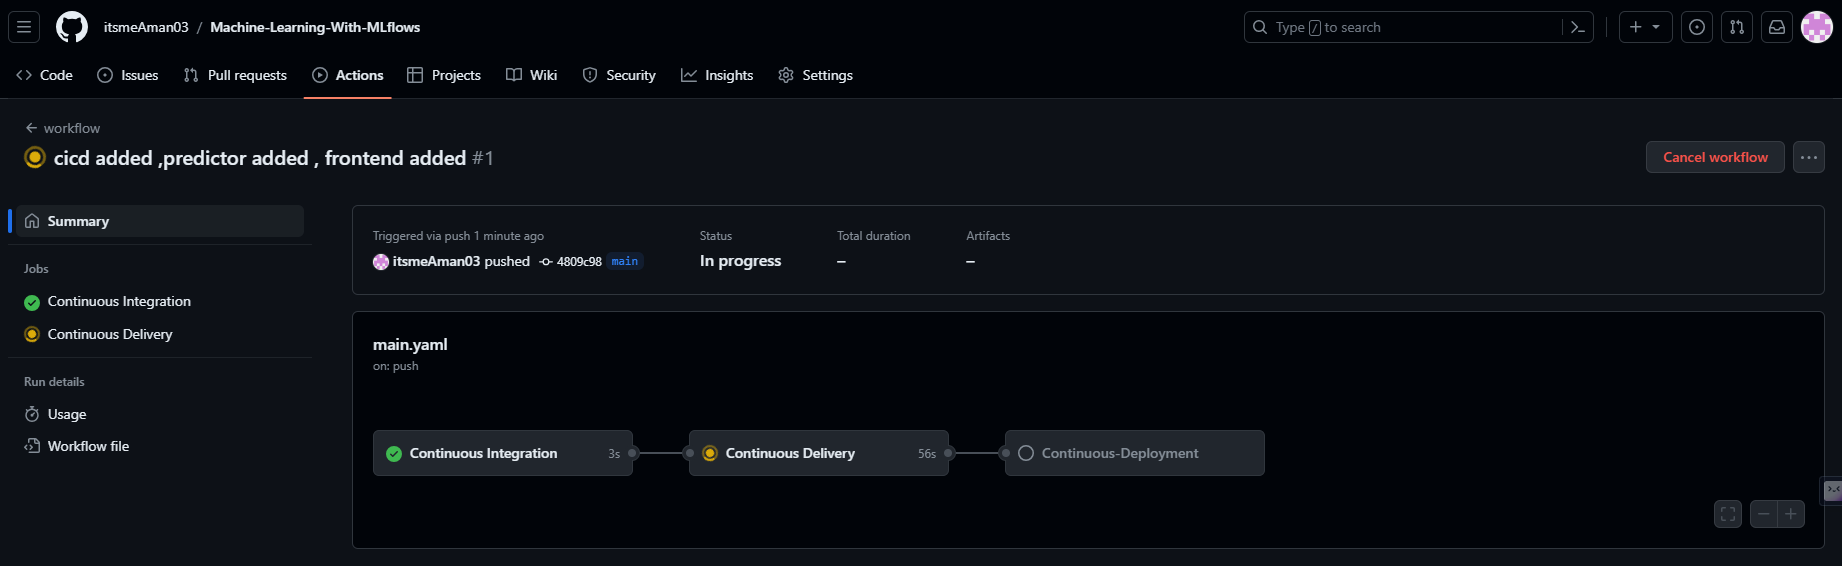 itsmeAman03 / Machine-Learning-With-MLflows
Type / to search
Code Issues Pull requests Actions Projects Wiki Security Insights Settings
workflow
cicd added ,predictor added , frontend added #1
Cancel workflow
Summary
Jobs
Continuous Integration
Continuous Delivery
Run details
Usage
Workflow file
Triggered via push 1 minute ago
itsmeAman03 pushed 4809c98 main
Status
In progress
Total duration
–
Artifacts
–
main.yaml
on: push
Continuous Integration 3s
Continuous Delivery 56s
Continuous-Deployment